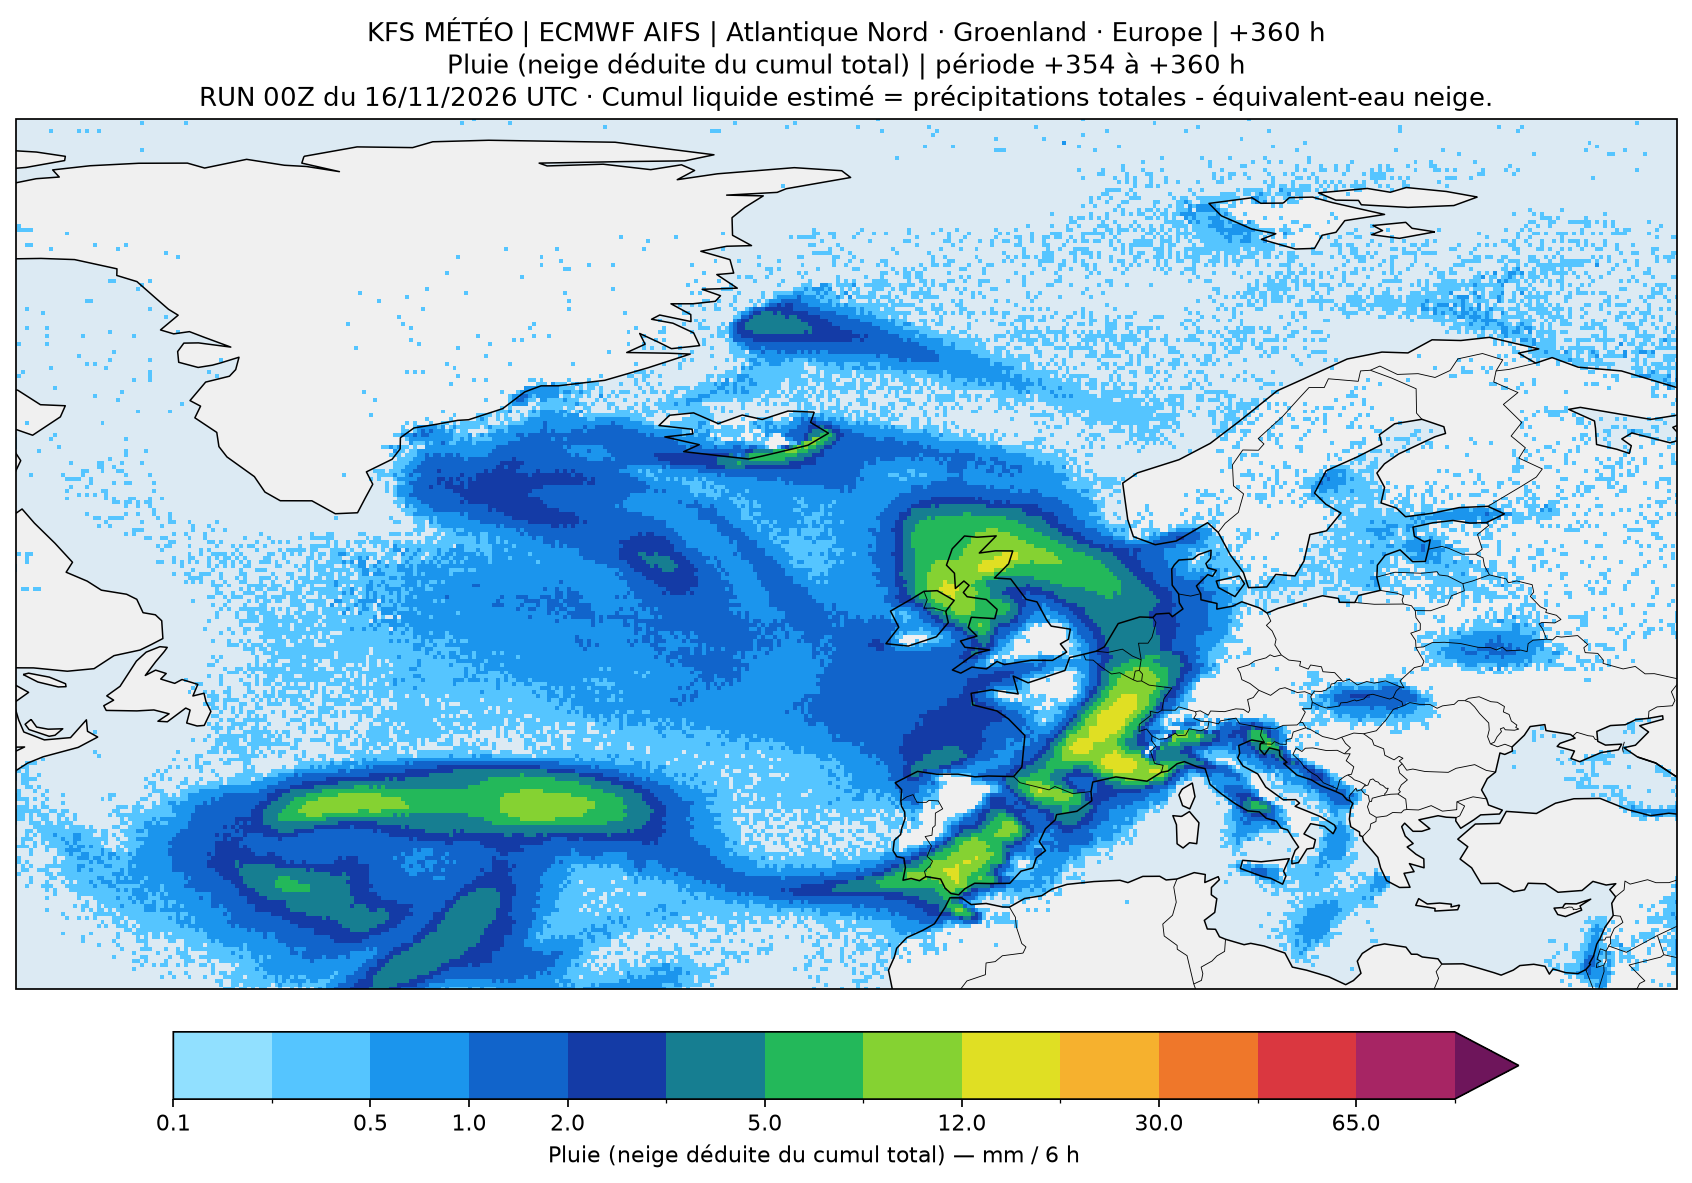 KFS MÉTÉO | ECMWF AIFS | Atlantique Nord · Groenland · Europe | +360 h
Pluie (neige déduite du cumul total) | période +354 à +360 h
RUN 00Z du 16/11/2026 UTC · Cumul liquide estimé = précipitations totales - équivalent-eau neige.
0.1 0.5 1.0 2.0 5.0 12.0 30.0 65.0
Pluie (neige déduite du cumul total) — mm / 6 h